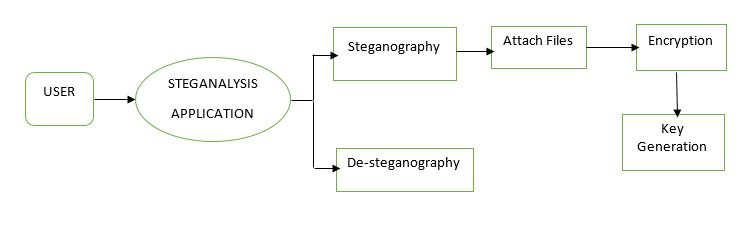 USER
STEGANALYSIS
APPLICATION
Steganography
Attach Files
Encryption
Key
Generation
De-steganography